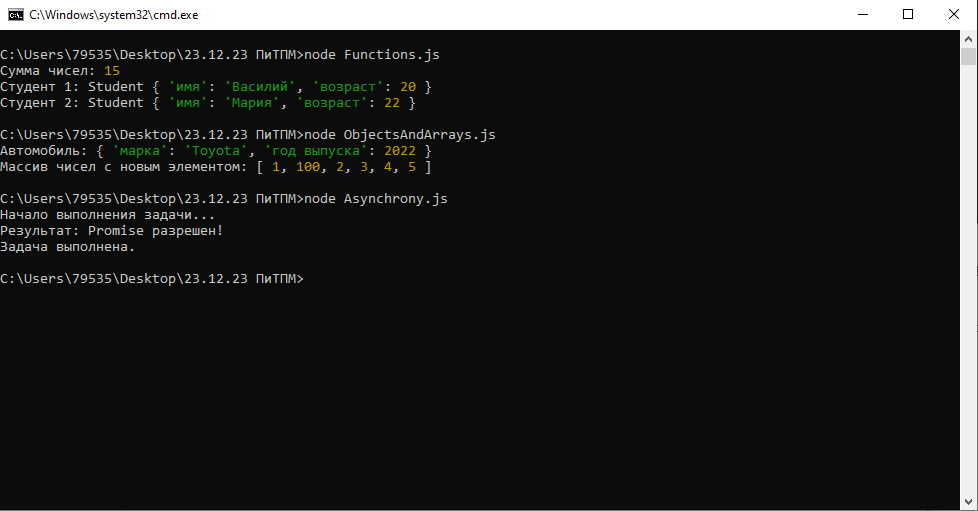 C:\Windows\system32\cmd.exe
C:\Users\79535\Desktop\23.12.23 ПиТПМ>node Functions.js
Сумма чисел: 15
Студент 1: Student { 'имя': 'Василий', 'возраст': 20 }
Студент 2: Student { 'имя': 'Мария', 'возраст': 22 }
C:\Users\79535\Desktop\23.12.23 ПиТПМ>node ObjectsAndArrays.js
Автомобиль: { 'марка': 'Toyota', 'год выпуска': 2022 }
Массив чисел с новым элементом: [ 1, 100, 2, 3, 4, 5 ]
C:\Users\79535\Desktop\23.12.23 ПиТПМ>node Asynchrony.js
Начало выполнения задачи...
Результат: Promise разрешен!
Задача выполнена.
C:\Users\79535\Desktop\23.12.23 ПиТПМ>